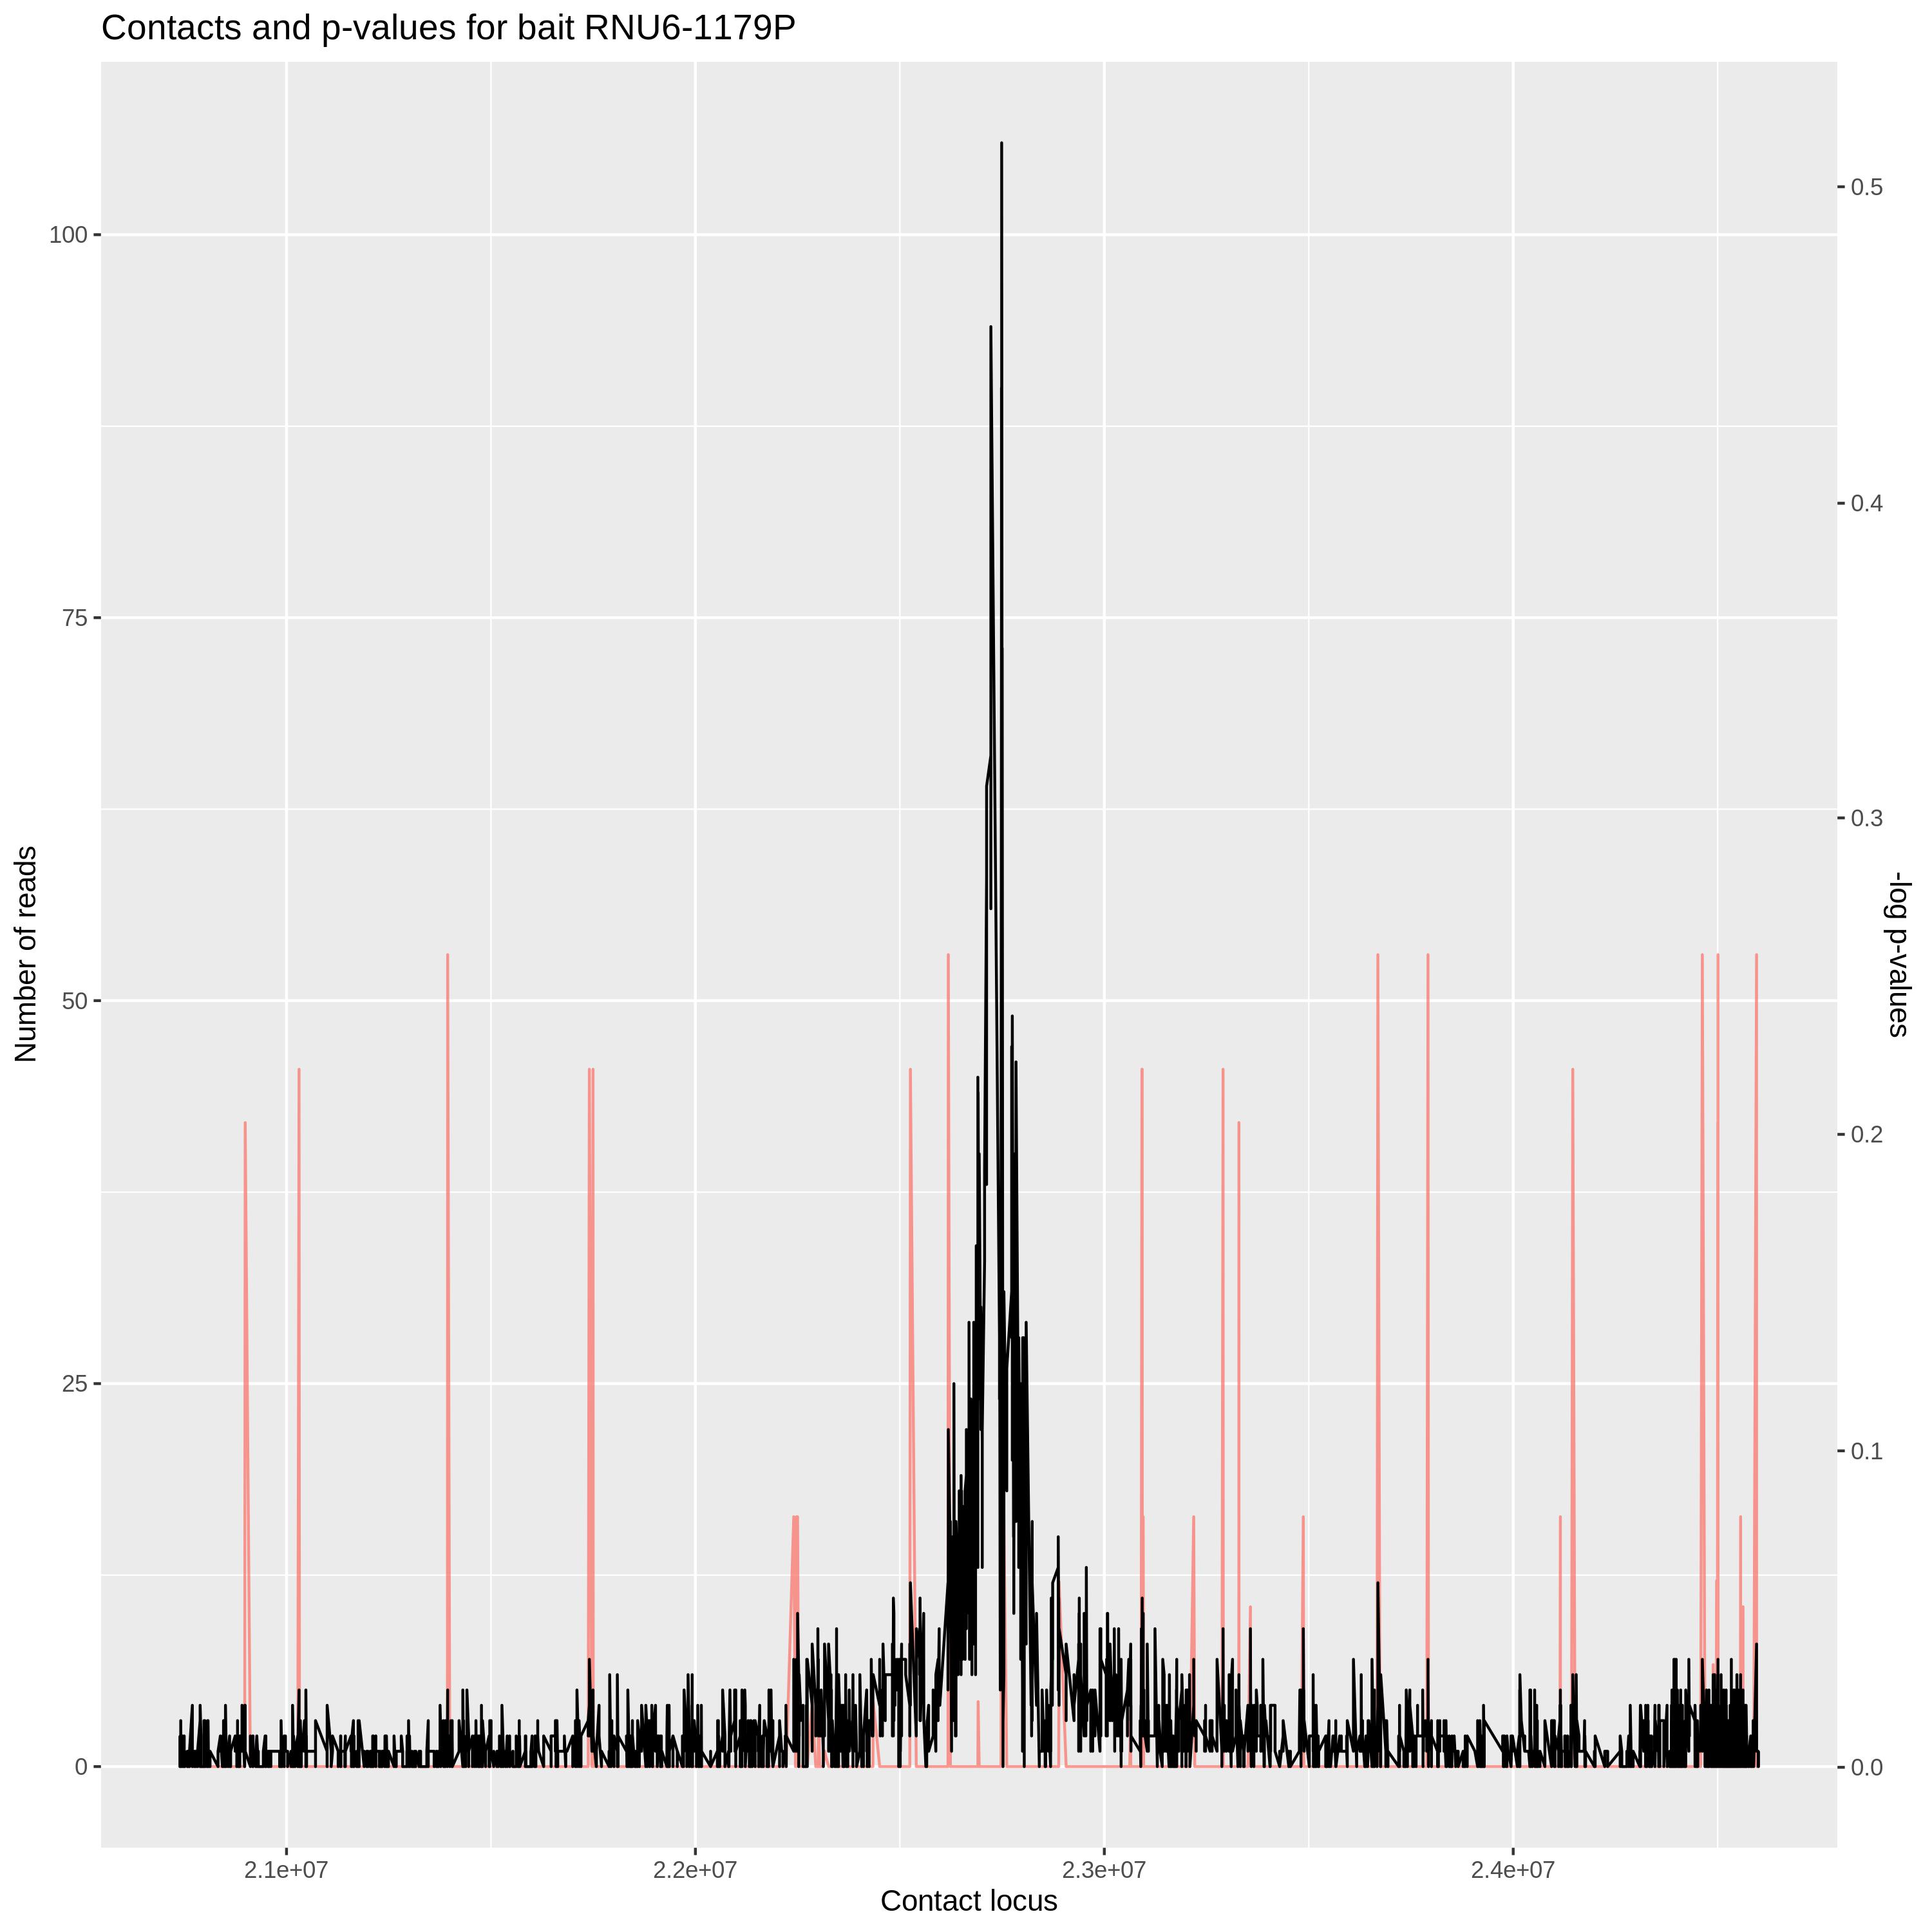 Contacts and p-values for bait RNU6-1179P
100
75
50
25
0
Number of reads
0.5
0.4
0.3
0.2
0.1
0.0
-log p-values
2.1e+07 2.2e+07 2.3e+07 2.4e+07
Contact locus